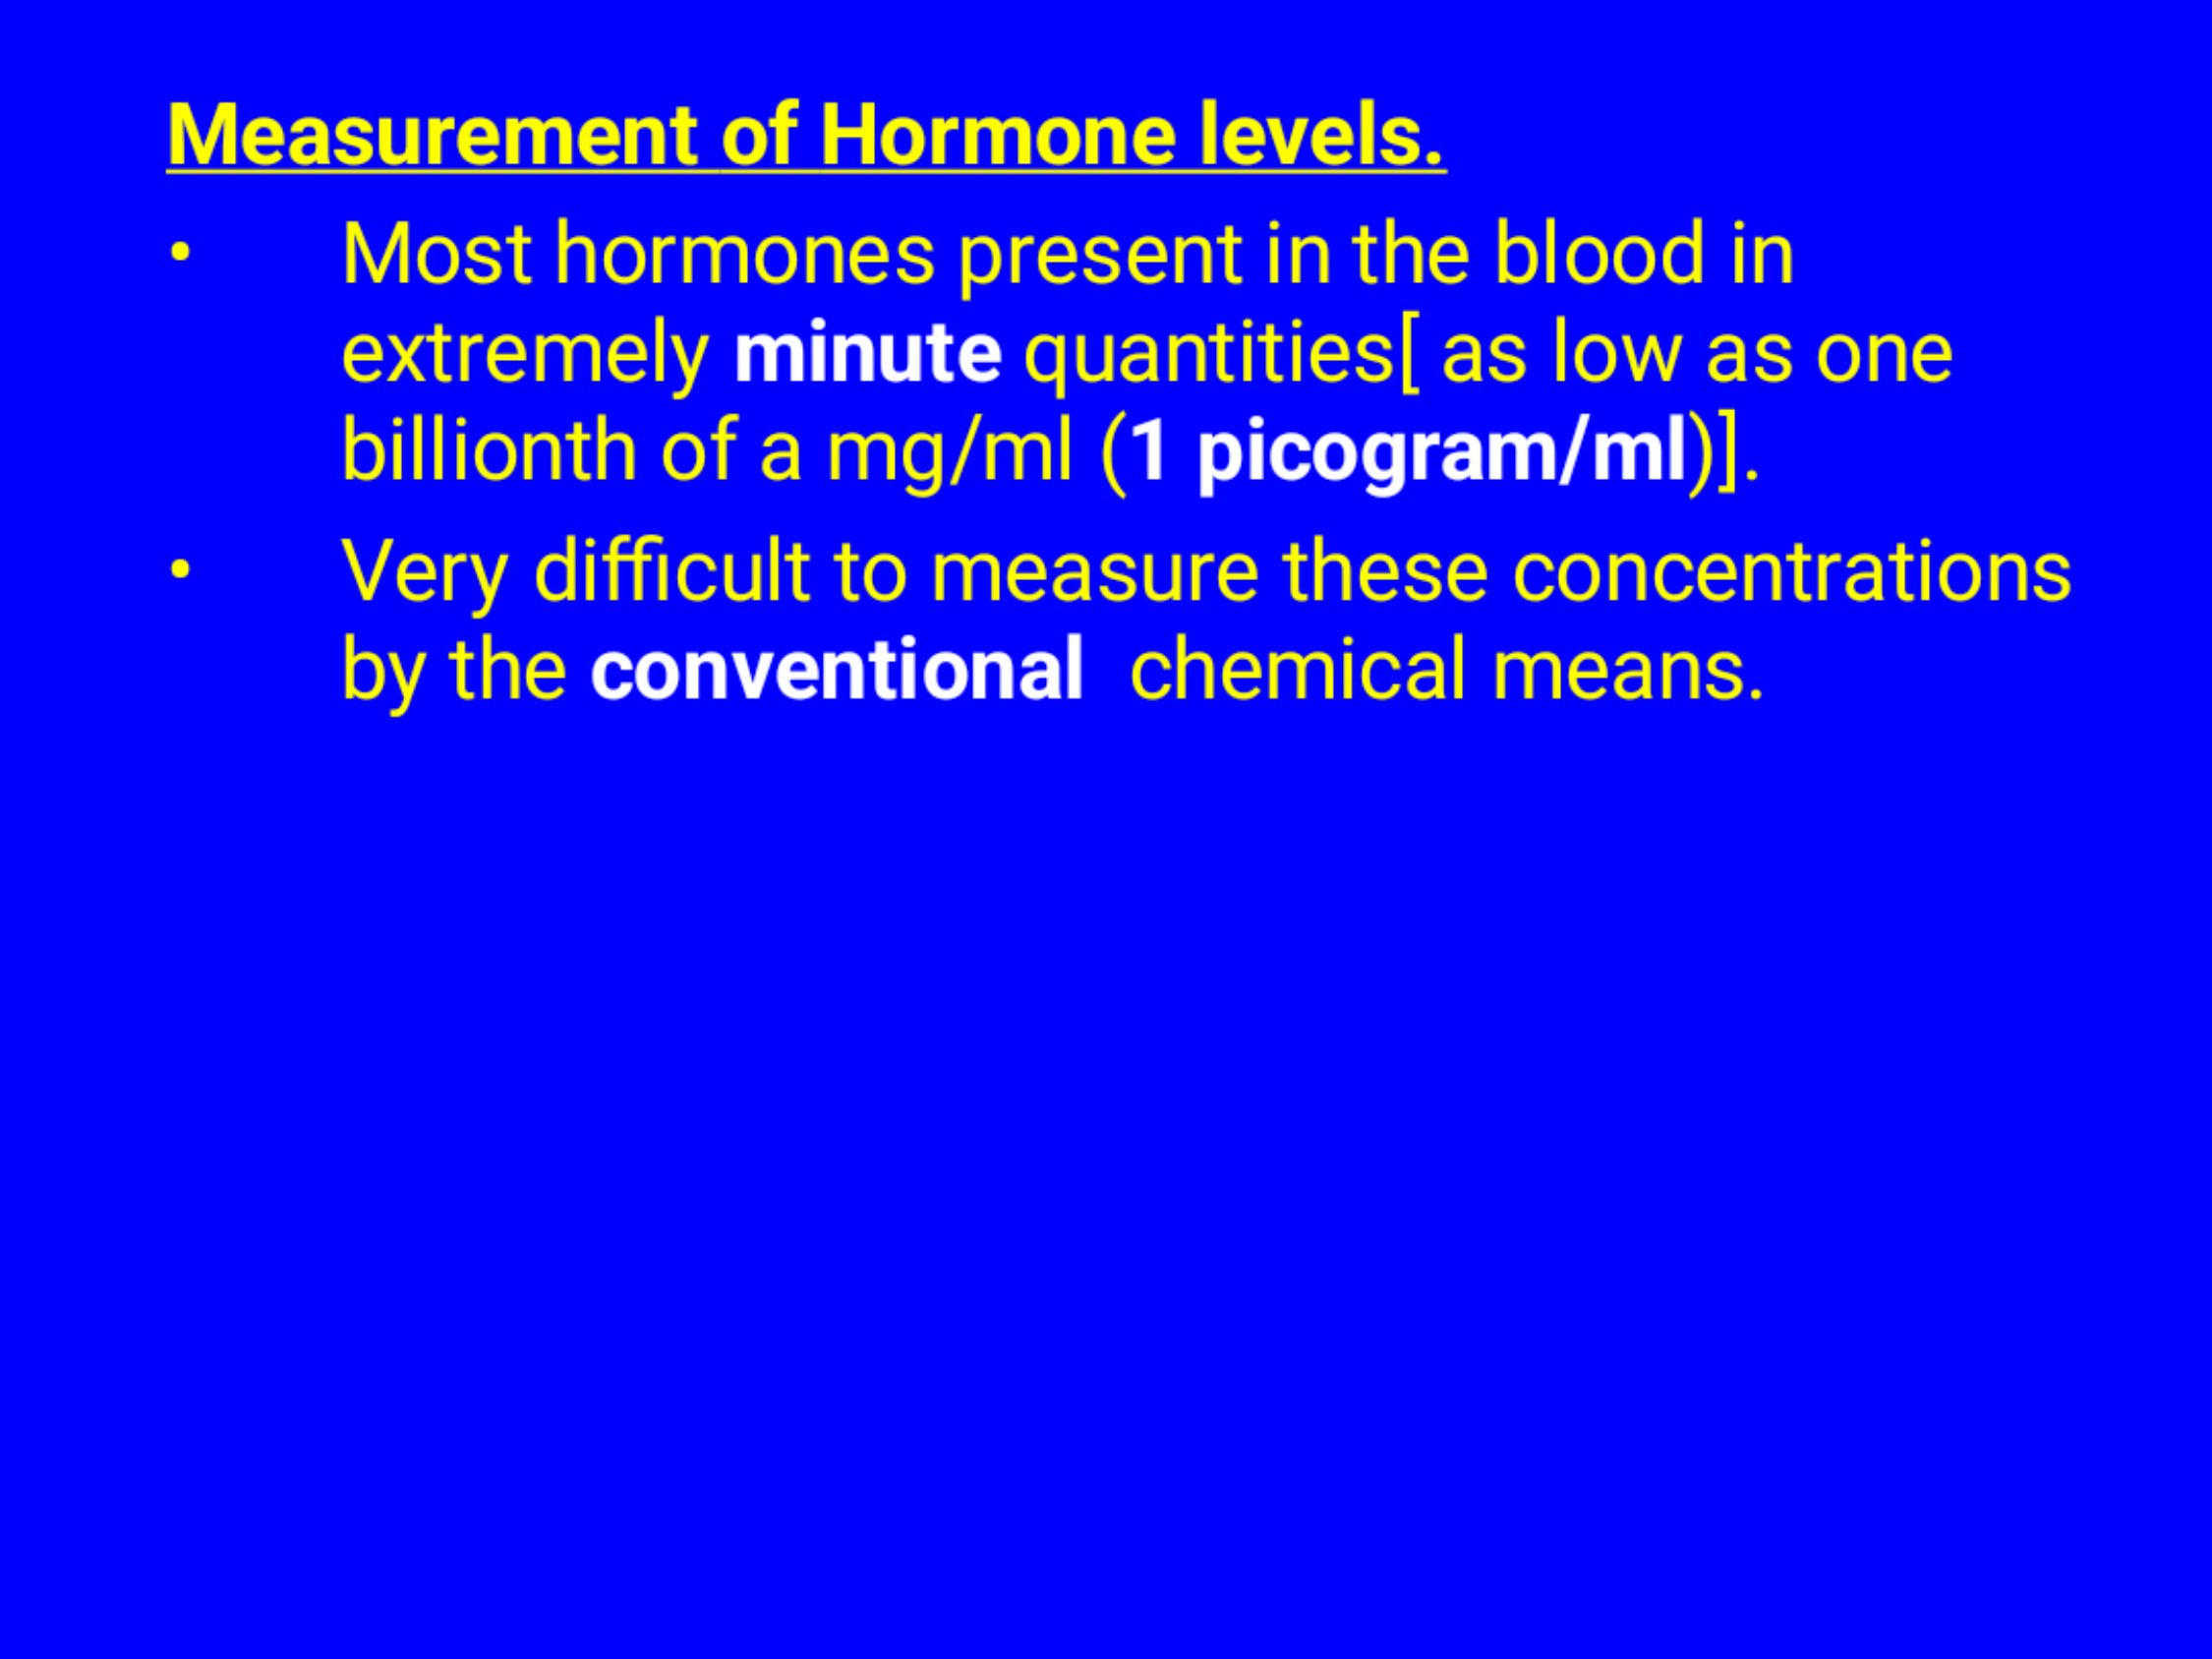 Measurement of Hormone levels.
• Most hormones present in the blood in
extremely minute quantities[ as low as one
billionth of a mg/ml (1 picogram/ml)].
• Very difficult to measure these concentrations
by the conventional  chemical means.